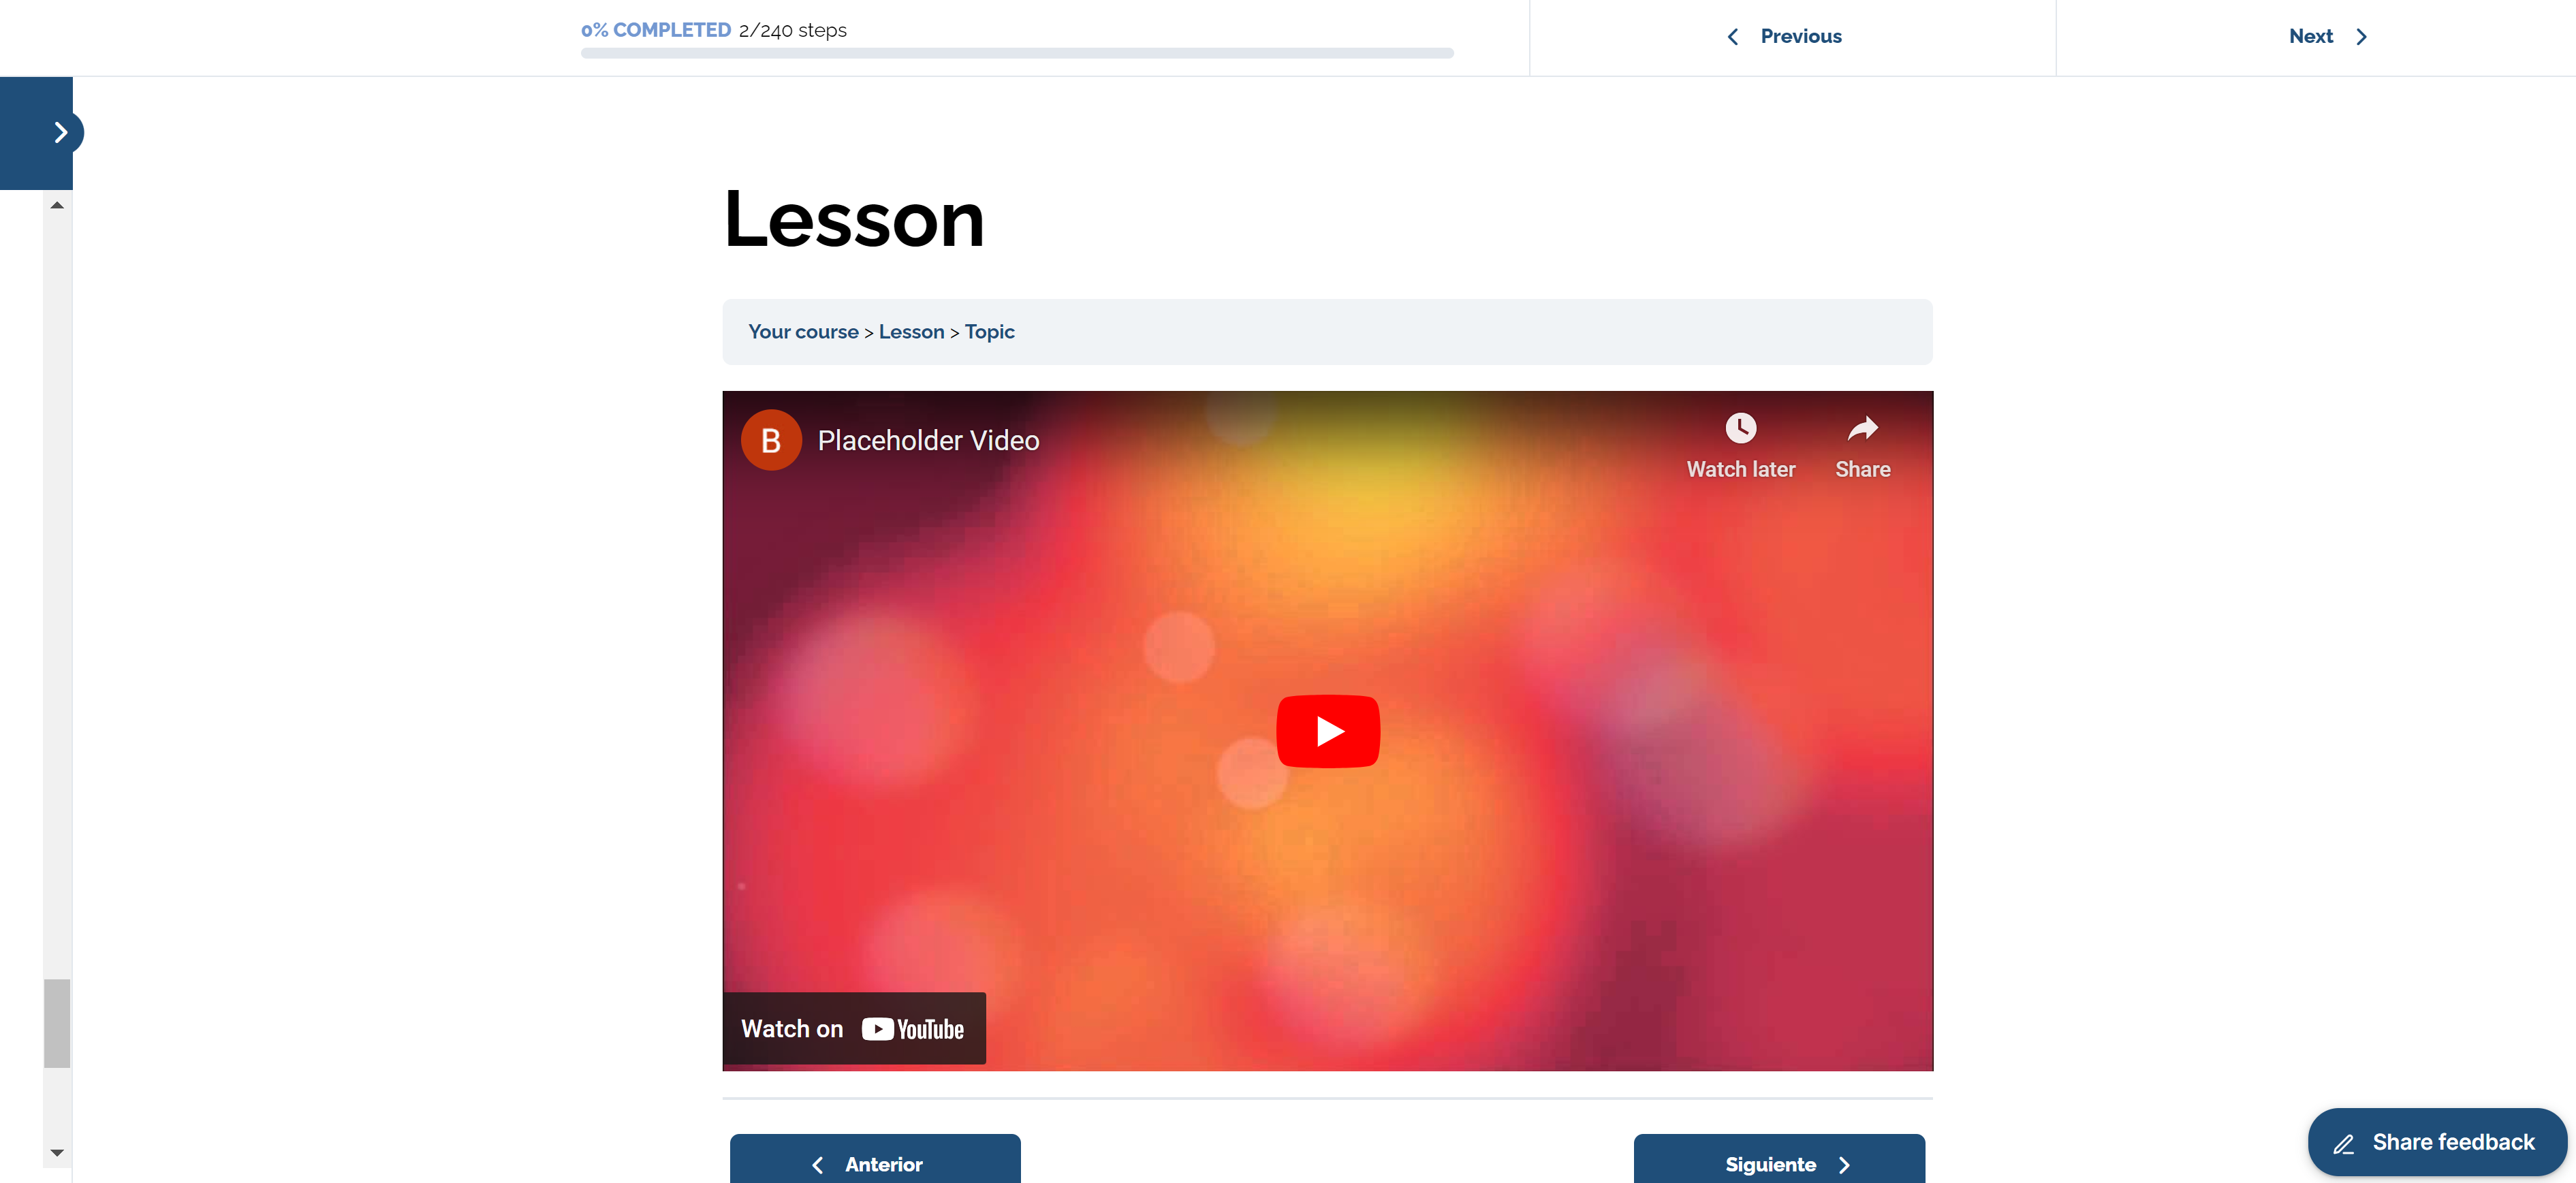 0% COMPLETED 2/240 steps
Previous
Next
Lesson
Your course > Lesson > Topic
B
Placeholder Video
Watch later
Share
Watch on YouTube
Anterior
Siguiente
Share feedback